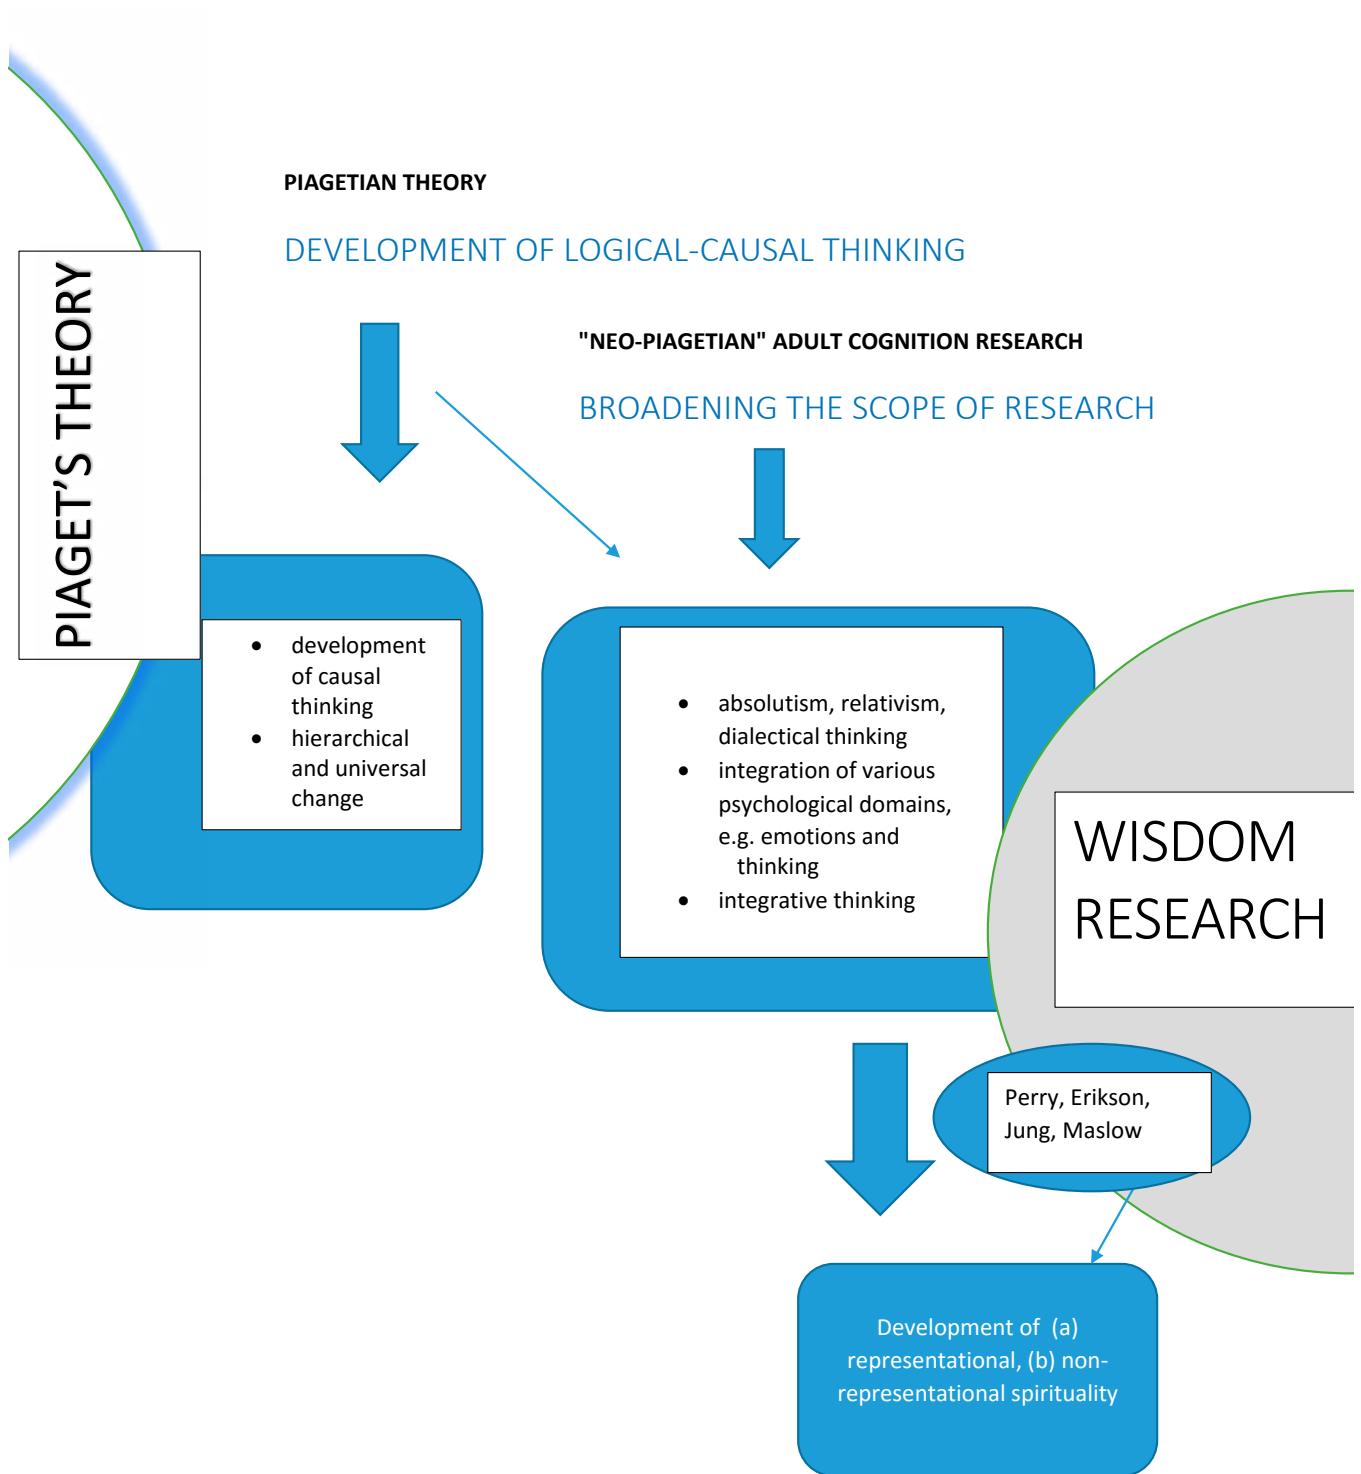 PIAGETIAN THEORY
DEVELOPMENT OF LOGICAL-CAUSAL THINKING
PIAGET’S THEORY
"NEO-PIAGETIAN" ADULT COGNITION RESEARCH
BROADENING THE SCOPE OF RESEARCH
• development
of causal
thinking
• hierarchical
and universal
change
• absolutism, relativism,
dialectical thinking
• integration of various
psychological domains,
e.g. emotions and
thinking
• integrative thinking
WISDOM
RESEARCH
Perry, Erikson,
Jung, Maslow
Development of (a)
representational, (b) non-
representational spirituality